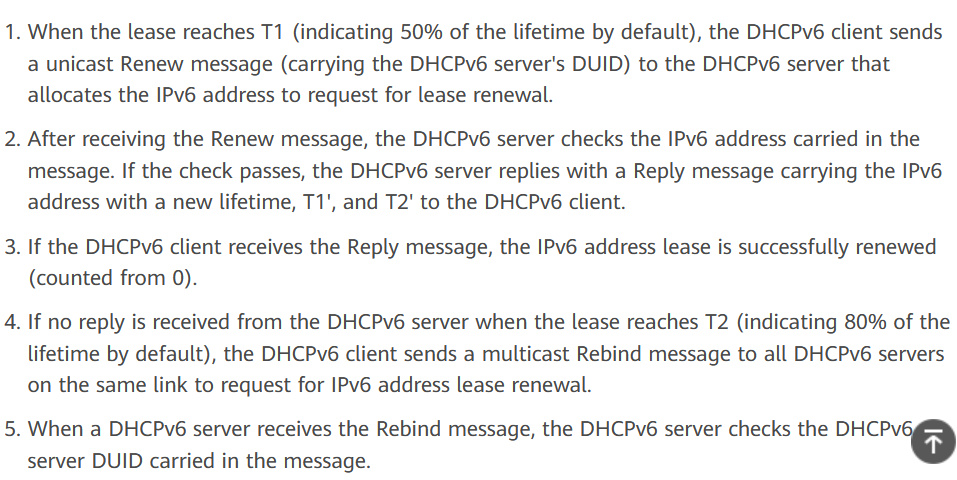 1. When the lease reaches T1 (indicating 50% of the lifetime by default), the DHCPv6 client sends
a unicast Renew message (carrying the DHCPv6 server's DUID) to the DHCPv6 server that
allocates the IPv6 address to request for lease renewal.
2. After receiving the Renew message, the DHCPv6 server checks the IPv6 address carried in the
message. If the check passes, the DHCPv6 server replies with a Reply message carrying the IPv6
address with a new lifetime, T1', and T2' to the DHCPv6 client.
3. If the DHCPv6 client receives the Reply message, the IPv6 address lease is successfully renewed
(counted from 0).
4. If no reply is received from the DHCPv6 server when the lease reaches T2 (indicating 80% of the
lifetime by default), the DHCPv6 client sends a multicast Rebind message to all DHCPv6 servers
on the same link to request for IPv6 address lease renewal.
5. When a DHCPv6 server receives the Rebind message, the DHCPv6 server checks the DHCPv6
server DUID carried in the message.